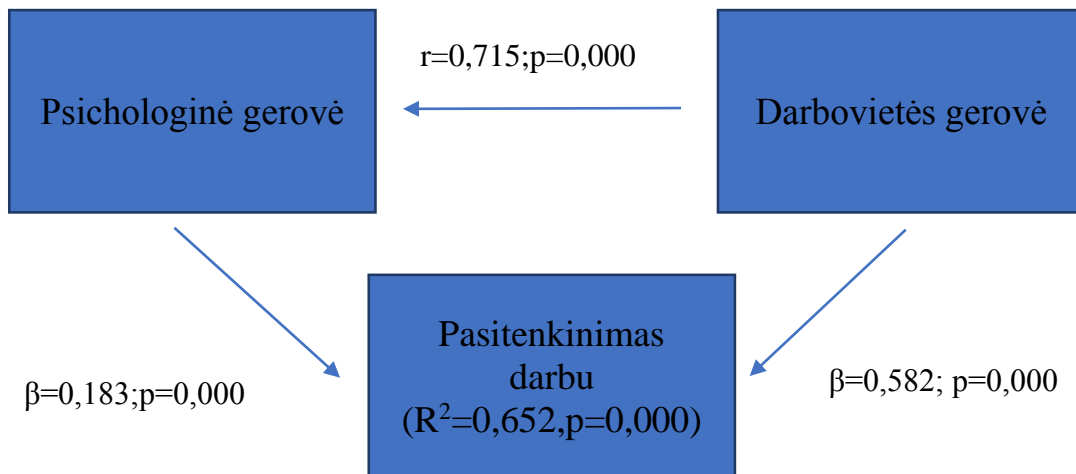 r=0,715;p=0,000
Psichologinė gerovė
Darbovietės gerovė
Pasitenkinimas
darbu
(R²=0,652,p=0,000)
β=0,183;p=0,000
β=0,582; p=0,000